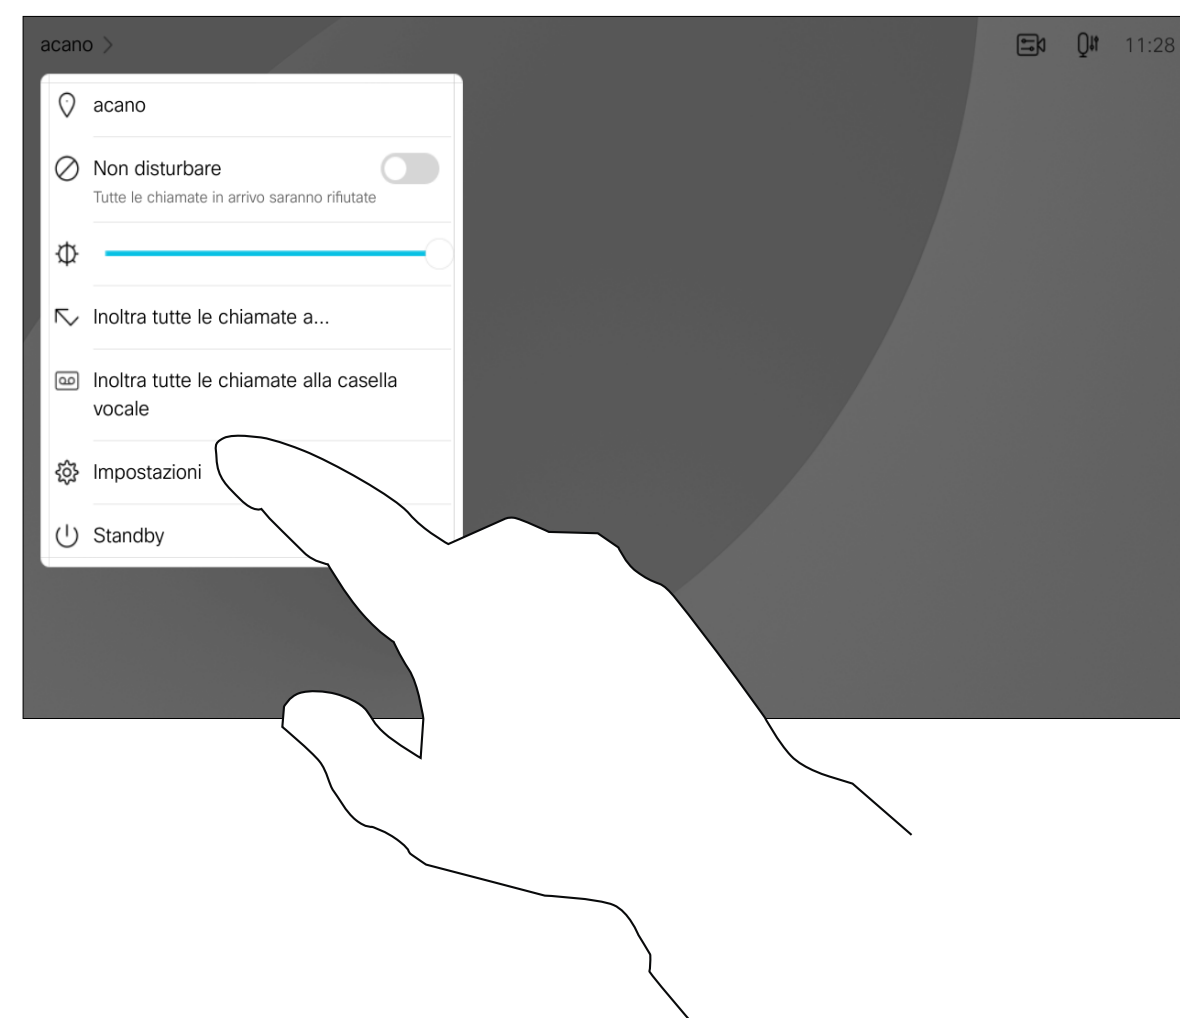 acano
11:28
acano
Non disturbare
Tutte le chiamate in arrivo saranno rifiutate
Inoltra tutte le chiamate a...
Inoltra tutte le chiamate alla casella
vocale
Impostazioni
Standby